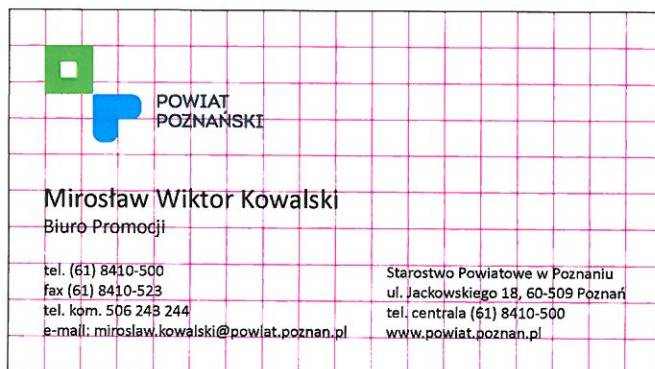 POWIAT
POZNAŃSKI
Mirosław Wiktor Kowalski
Biuro Promocji
tel. (61) 8410-500
fax (61) 8410-523
tel. kom. 506 243 244
e-mail: miroslaw.kowalski@powiat.poznan.pl
Starostwo Powiatowe w Poznaniu
ul. Jackowskiego 18, 60-509 Poznań
tel. centrala (61) 8410-500
www.powiat.poznan.pl